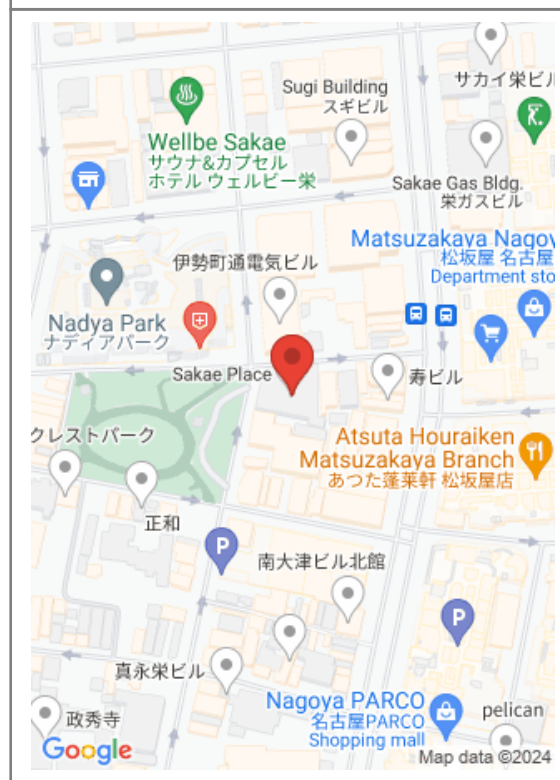 Sugi Building
スギビル
サカイ栄ビル
Wellbe Sakae
サウナ&カプセル
ホテル ウェルビー栄
Sakae Gas Bldg.
栄ガスビル
Matsuzakaya Nagoy
松坂屋 名古屋
Department sto
伊勢町通電気ビル
Nadya Park
ナディアパーク
Sakae Place
寿ビル
クレストパーク
Atsuta Houraiken
Matsuzakaya Branch
あつた蓬莱軒 松坂屋店
正和
P
南大津ビル北館
P
真永栄ビル
Nagoya PARCO
名古屋PARCO
Shopping mall
pelican
政秀寺
Google
Map data ©2024